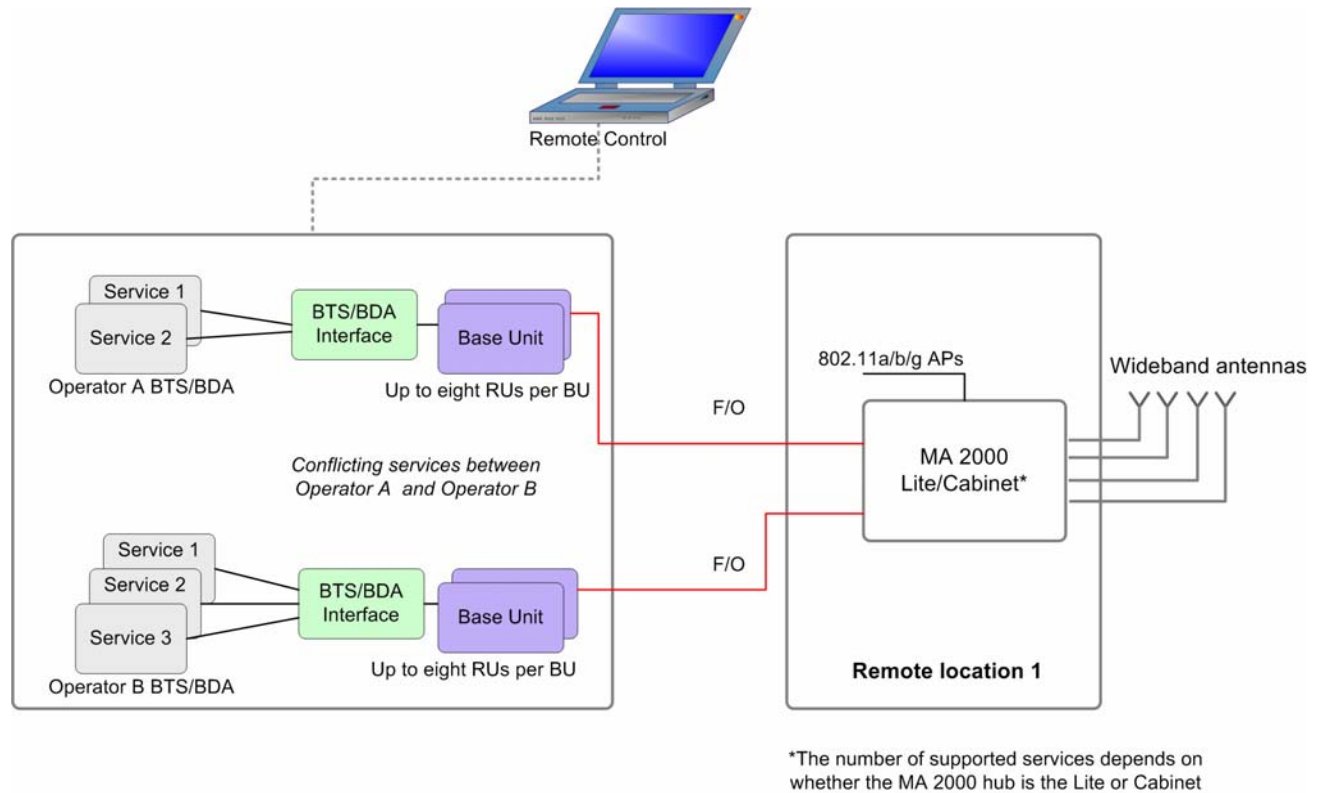 Remote Control
Service 1
Service 2
Operator A BTS/BDA
BTS/BDA
Interface
Base Unit
Up to eight RUs per BU
Conflicting services between
Operator A and Operator B
Service 1
Service 2
Service 3
Operator B BTS/BDA
BTS/BDA
Interface
Base Unit
Up to eight RUs per BU
F/O
F/O
802.11a/b/g APs
MA 2000
Lite/Cabinet*
Wideband antennas
Remote location 1
*The number of supported services depends on
whether the MA 2000 hub is the Lite or Cabinet